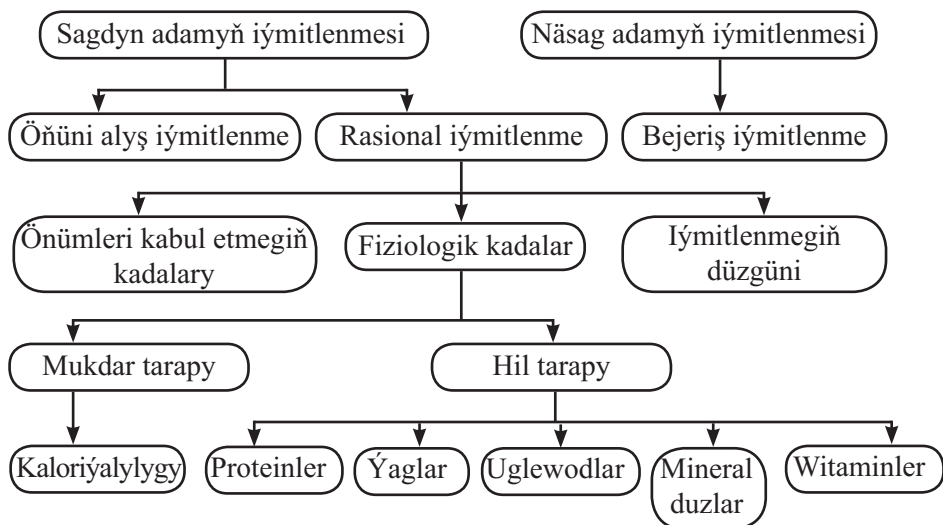 Sagdyn adamyň iýmitlenmesi
Näsag adamyň iýmitlenmesi
Öňüni alyş iýmitlenme
Rasional iýmitlenme
Bejeriş iýmitlenme
Önümleri kabul etmegiň
kadalary
Fiziologik kadalar
Iýmitlenmegiň
düzgüni
Mukdar tarapy
Hil tarapy
Kaloriýalylygy
Proteinler
Ýaglar
Uglewodlar
Mineral
duzlar
Witaminler